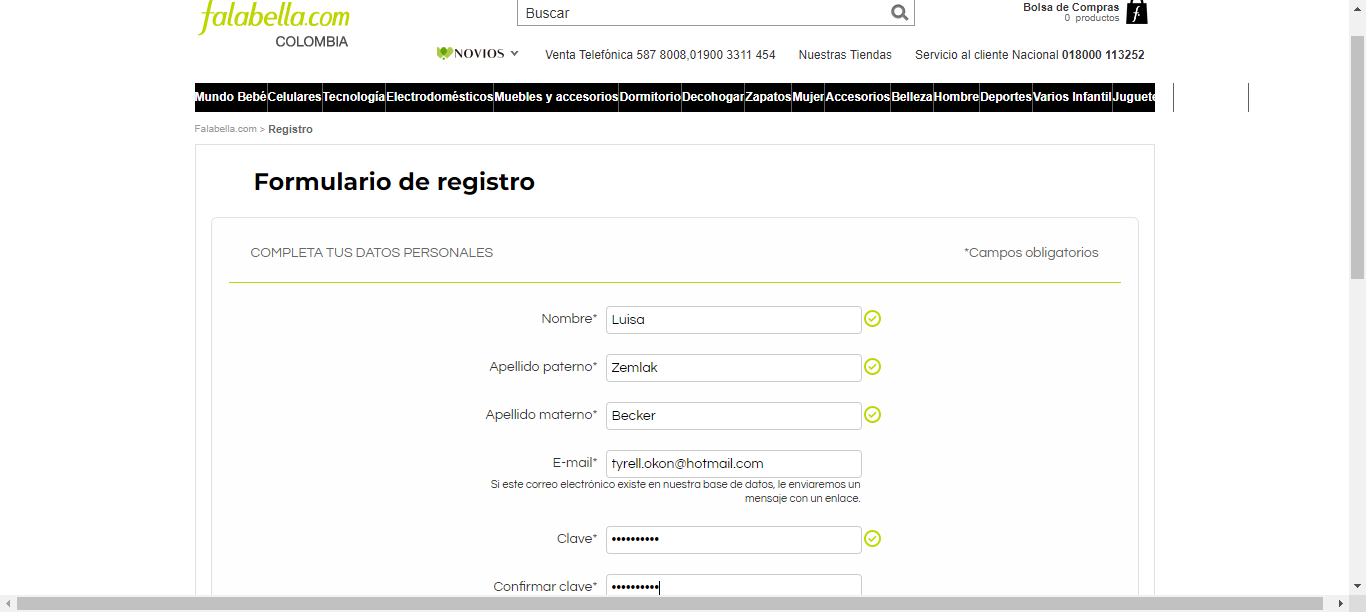 falabella.com
COLOMBIA
Buscar
Bolsa de Compras
0 productos
NOVIOS
Venta Telefónica 587 8008,01900 3311 454
Nuestras Tiendas
Servicio al cliente Nacional 018000 113252
Mundo Bebé Celulares Tecnología Electrodomésticos Muebles y accesorios Dormitorio Decohogar Zapatos Mujer Accesorios Belleza Hombre Deportes Varios Infantil Juguete
Falabella.com > Registro
Formulario de registro
COMPLETA TUS DATOS PERSONALES
*Campos obligatorios
Nombre* Luisa
Apellido paterno* Zemlak
Apellido materno* Becker
E-mail* tyrell.okon@hotmail.com
Si este correo electrónico existe en nuestra base de datos, le enviaremos un
mensaje con un enlace.
Clave* ••••••••••
Confirmar clave* ••••••••••